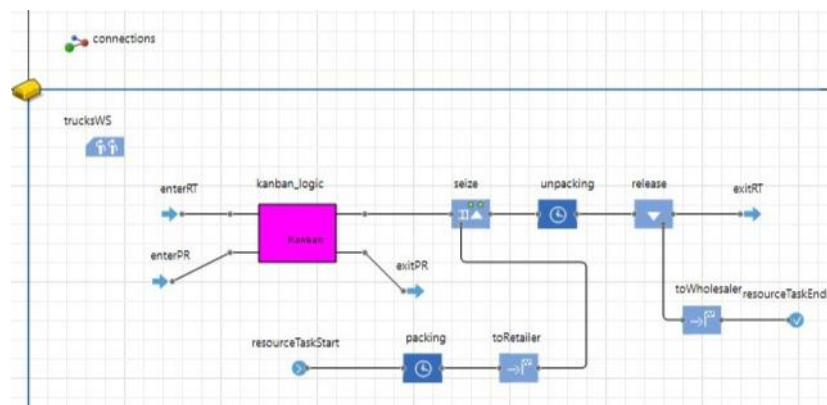 connections
trucksWS
enterRT
kanban_logic
seize
unpacking
release
exitRT
Kanban
enterPR
exitPR
toWholesaler
resourceTaskEnd
resourceTaskStart
packing
toRetailer